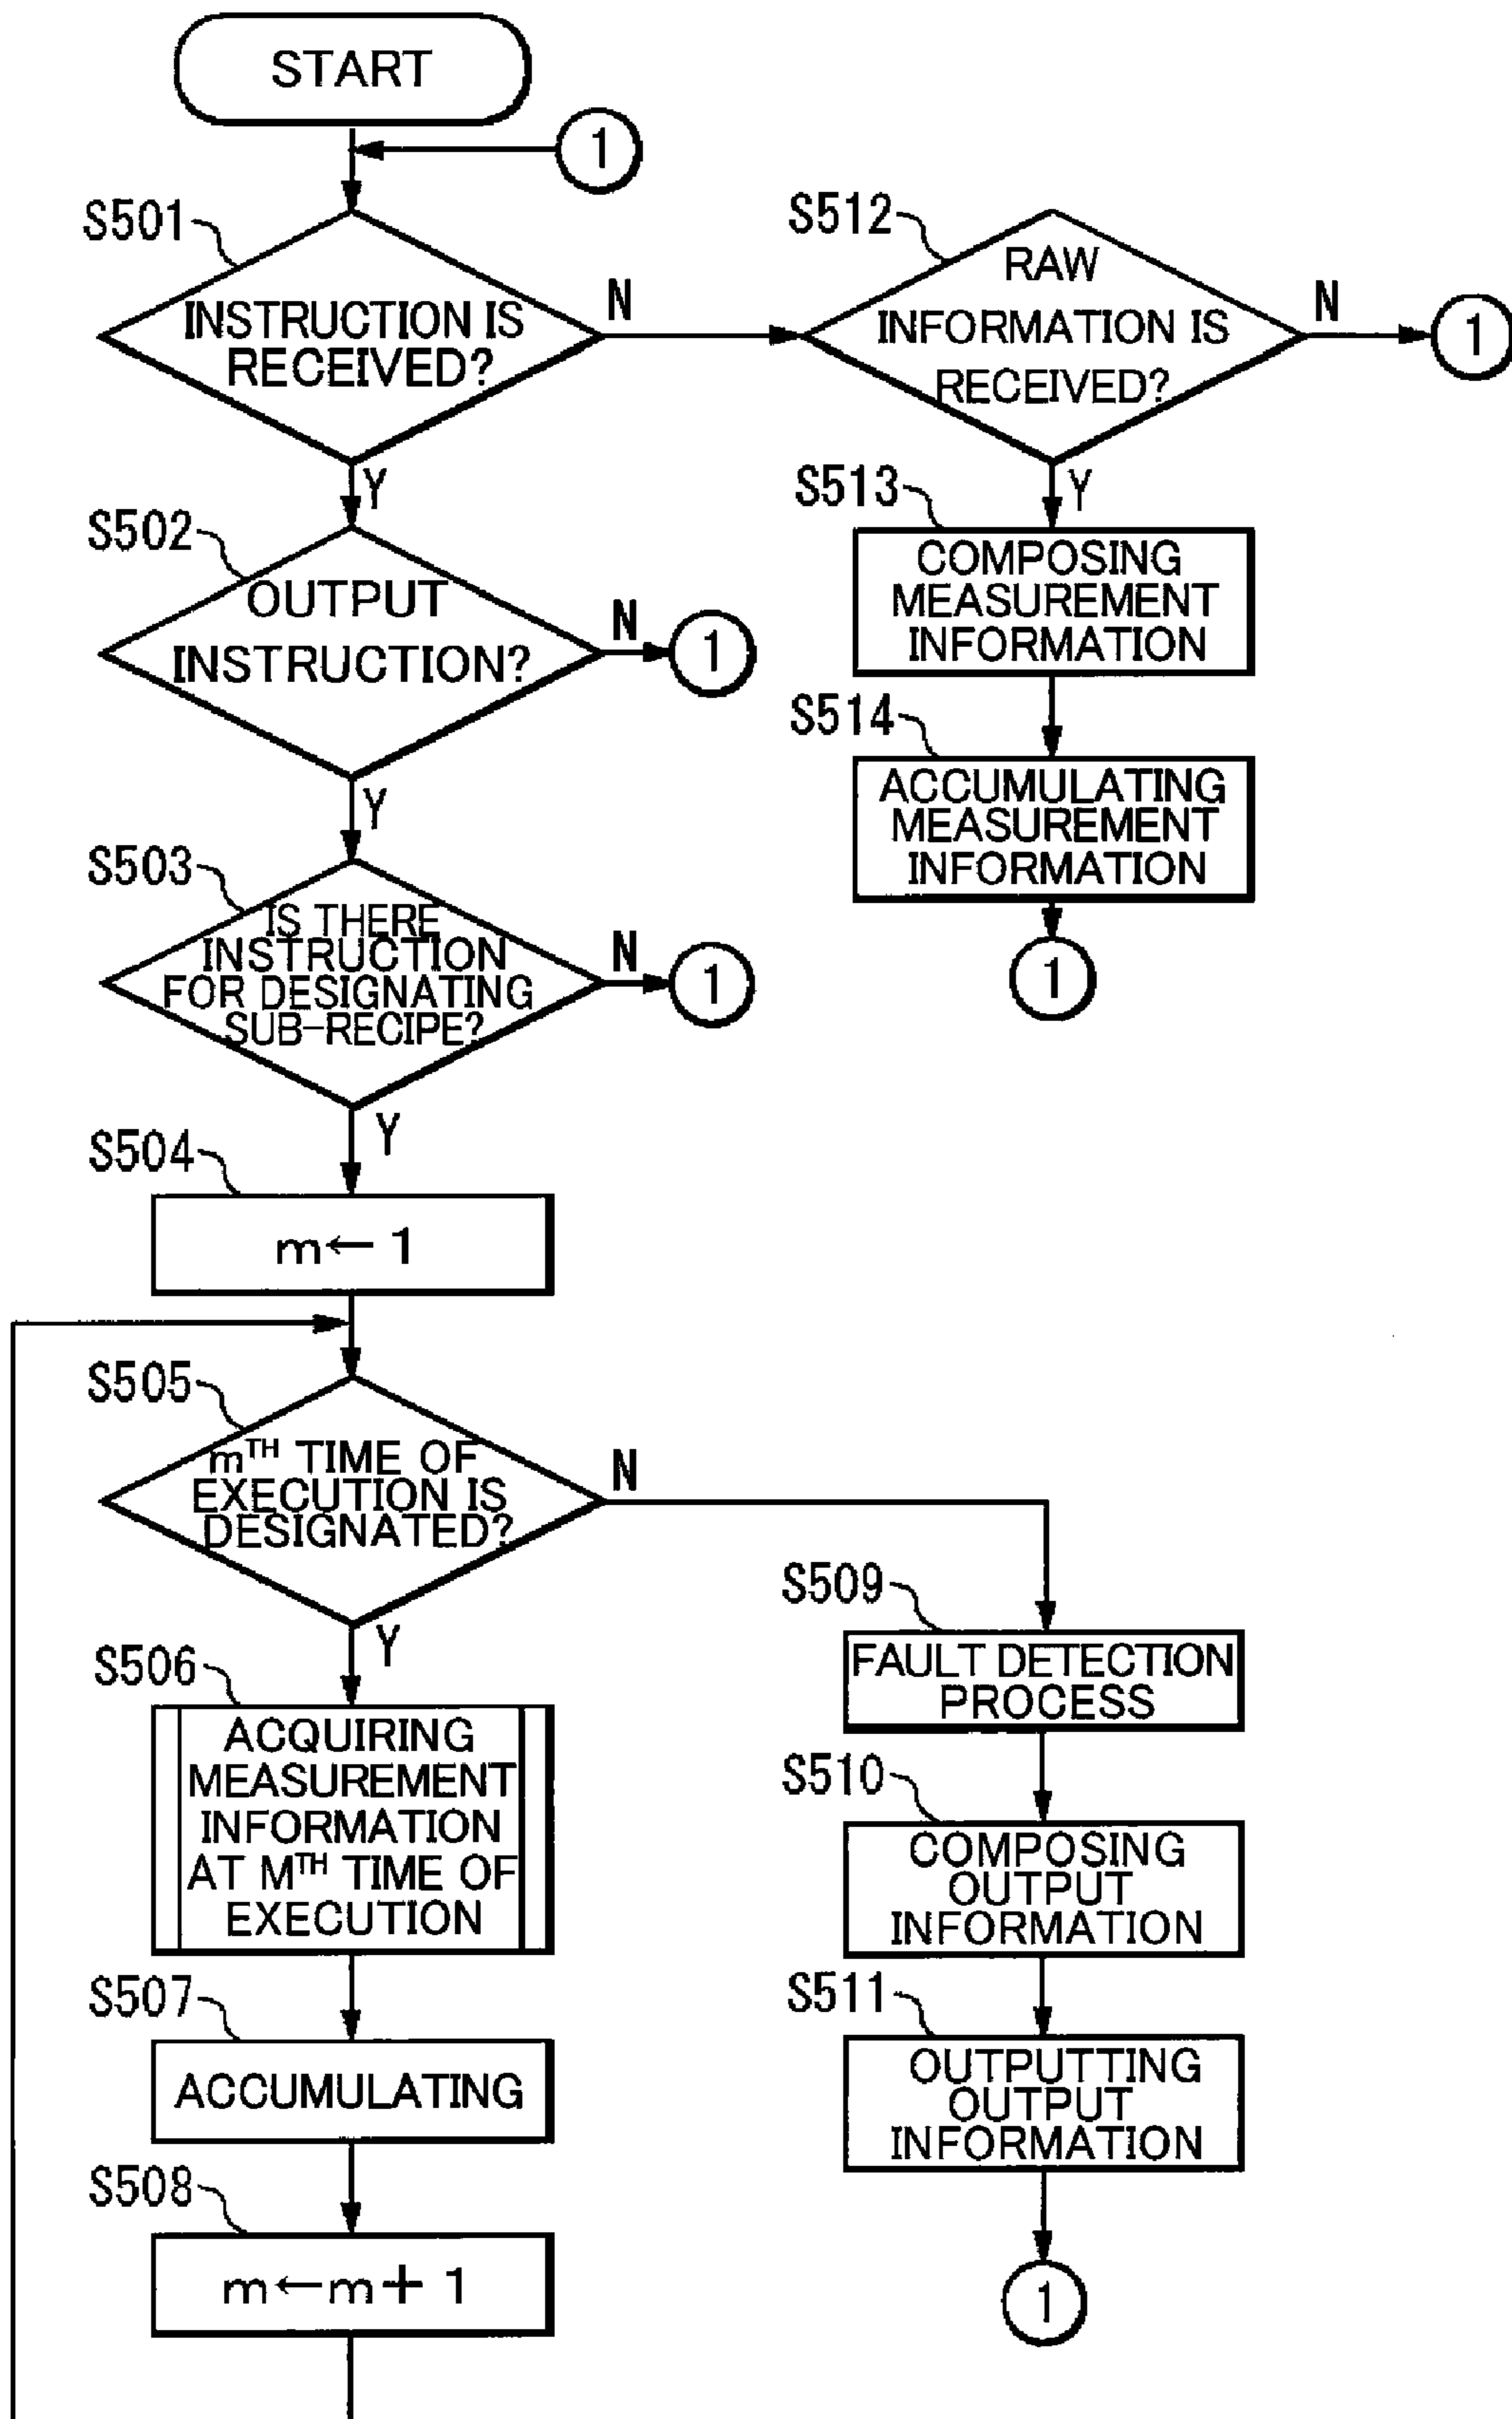 START
1
S501
INSTRUCTION IS
RECEIVED?
N
Y
S512
RAW
INFORMATION IS
RECEIVED?
N
1
Y
S513
COMPOSING
MEASUREMENT
INFORMATION
S514
ACCUMULATING
MEASUREMENT
INFORMATION
1
S502
OUTPUT
INSTRUCTION?
N
1
Y
S503
IS THERE
INSTRUCTION
FOR DESIGNATING
SUB-RECIPE?
N
1
Y
S504
m← 1
S505
mTH TIME OF
EXECUTION IS
DESIGNATED?
N
Y
S506
ACQUIRING
MEASUREMENT
INFORMATION
AT MTH TIME OF
EXECUTION
S507
ACCUMULATING
S508
m←m+ 1
S509
FAULT DETECTION
PROCESS
S510
COMPOSING
OUTPUT
INFORMATION
S511
OUTPUTTING
OUTPUT
INFORMATION
1